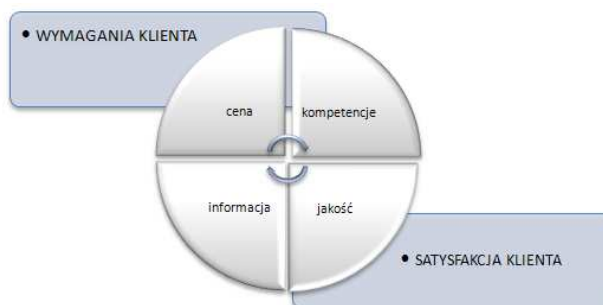 • WYMAGANIA KLIENTA
cena
kompetencje
informacja
jakość
• SATYSFAKCJA KLIENTA